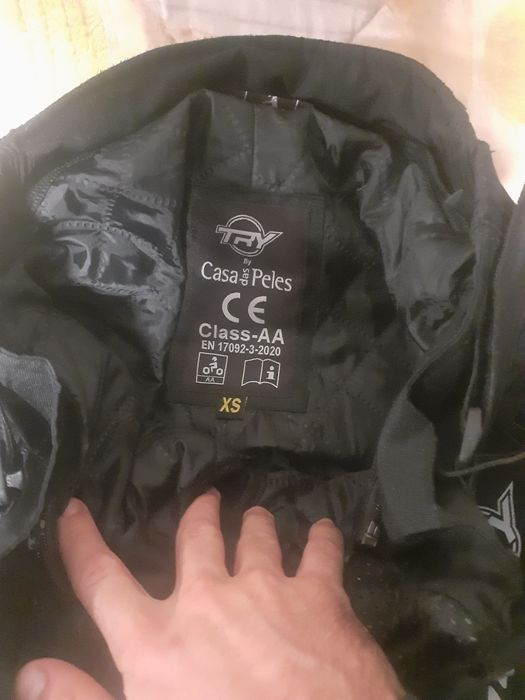 TRY
By
Casa das Peles
CE
Class-AA
EN 17092-3-2020
AA
i
XS